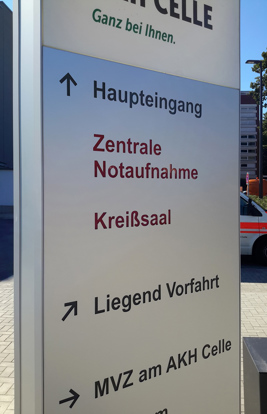 CELLE
Ganz bei Ihnen.
↑ Haupteingang
Zentrale
Notaufnahme
Kreißsaal
↗ Liegend Vorfahrt
→ MVZ am AKH Celle